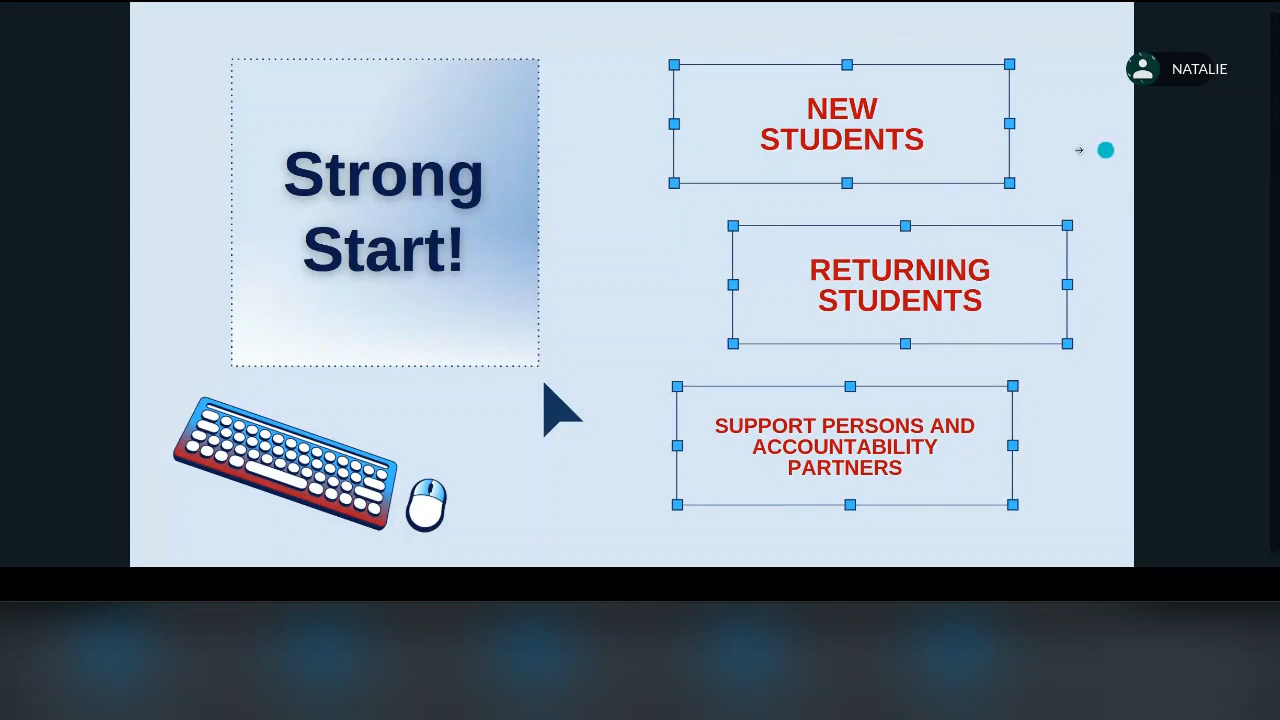 Strong
Start!
NEW
STUDENTS
RETURNING
STUDENTS
SUPPORT PERSONS AND
ACCOUNTABILITY
PARTNERS
NATALIE